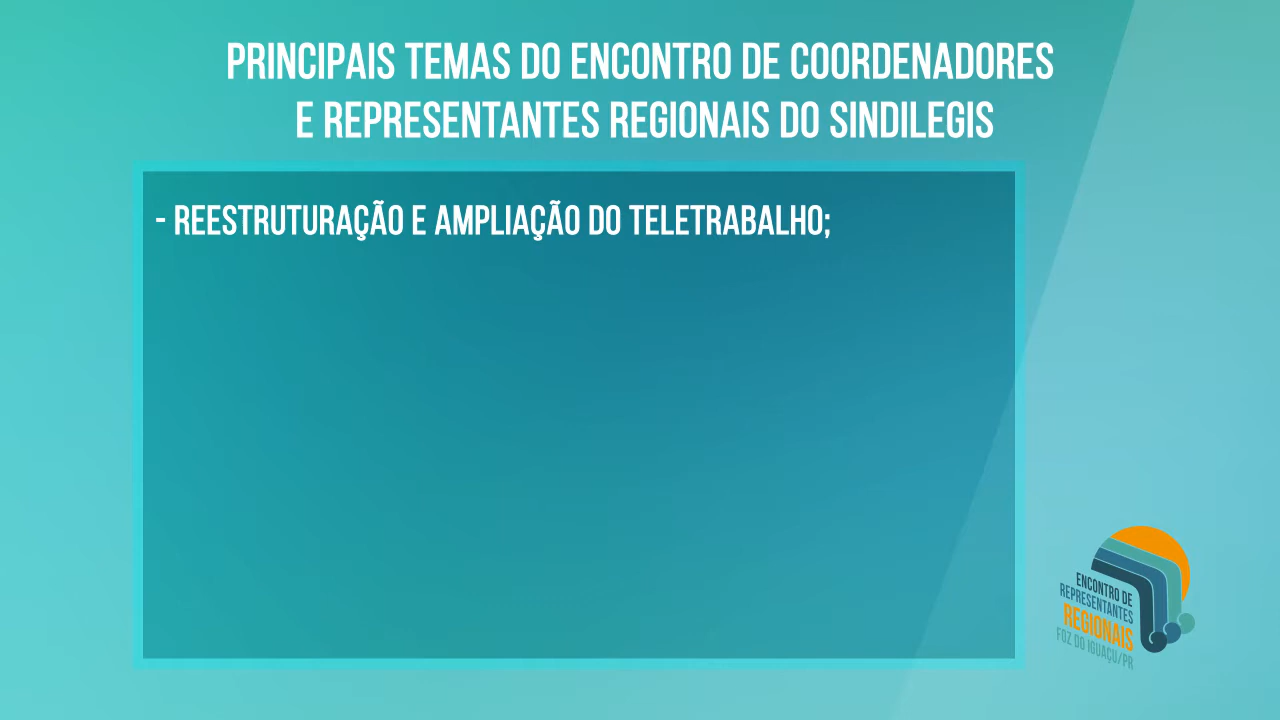 PRINCIPAIS TEMAS DO ENCONTRO DE COORDENADORES
E REPRESENTANTES REGIONAIS DO SINDILEGIS
- REESTRUTURAÇÃO E AMPLIAÇÃO DO TELETRABALHO;
ENCONTRO DE
REPRESENTANTES
REGIONAIS
FOZ DO IGUAÇU/PR